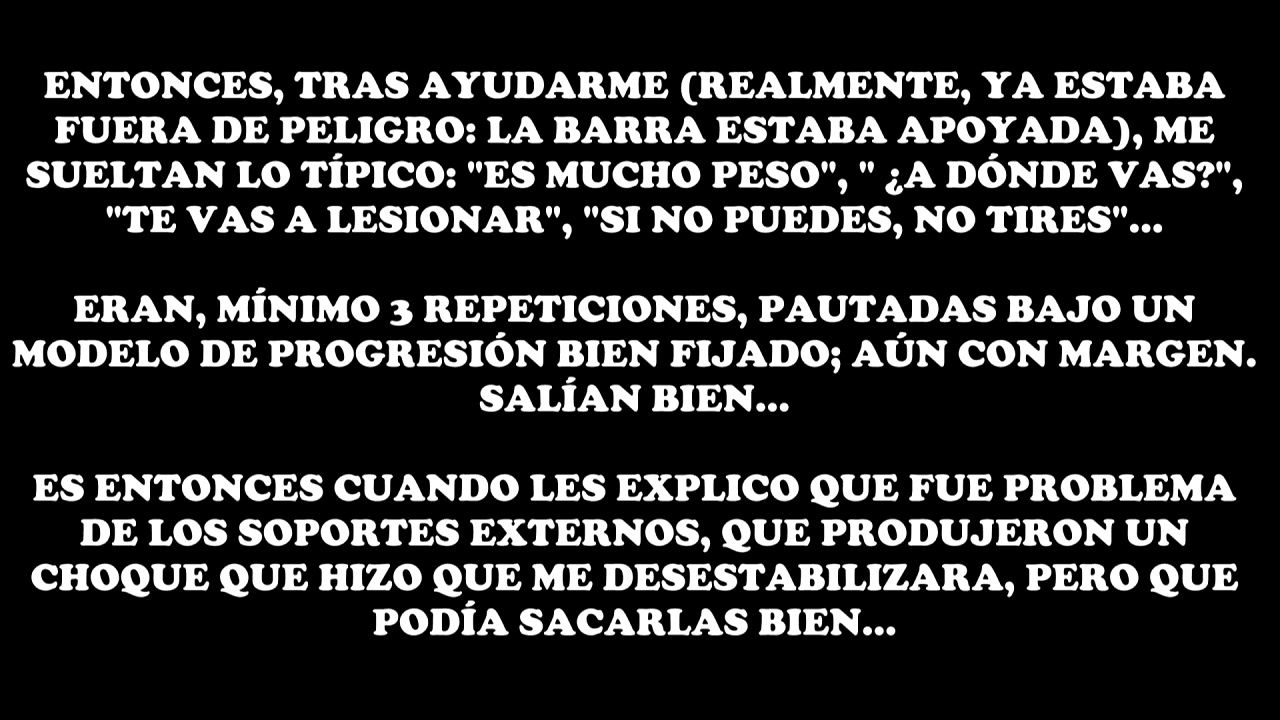 ENTONCES, TRAS AYUDARME (REALMENTE, YA ESTABA
FUERA DE PELIGRO: LA BARRA ESTABA APOYADA), ME
SUELTAN LO TÍPICO: "ES MUCHO PESO", " ¿A DÓNDE VAS?",
"TE VAS A LESIONAR", "SI NO PUEDES, NO TIRES"...
ERAN, MÍNIMO 3 REPETICIONES, PAUTADAS BAJO UN
MODELO DE PROGRESIÓN BIEN FIJADO; AÚN CON MARGEN.
SALÍAN BIEN...
ES ENTONCES CUANDO LES EXPLICO QUE FUE PROBLEMA
DE LOS SOPORTES EXTERNOS, QUE PRODUJERON UN
CHOQUE QUE HIZO QUE ME DESESTABILIZARA, PERO QUE
PODÍA SACARLAS BIEN...